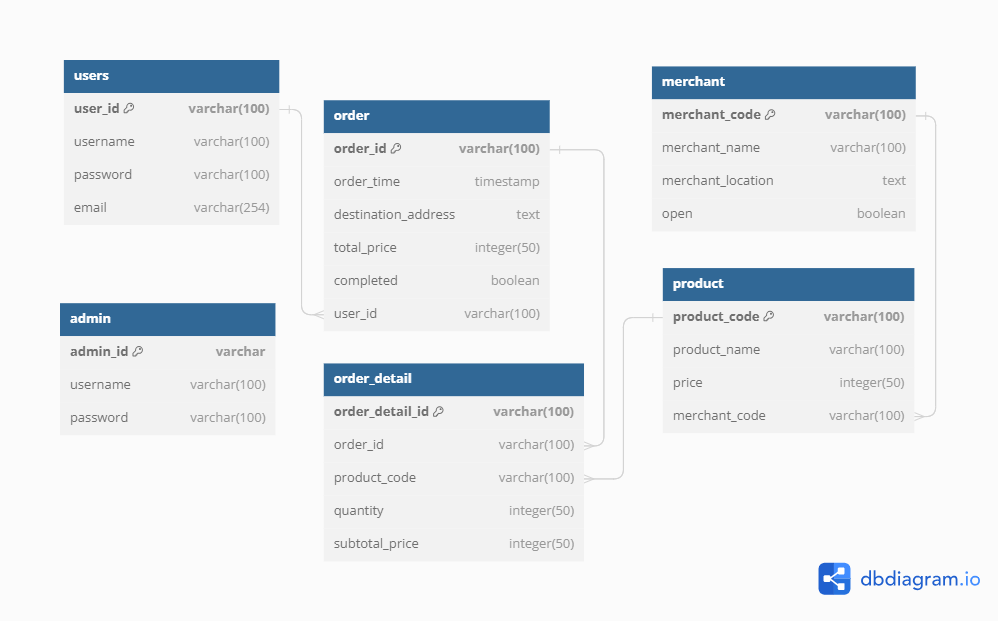 users
user_id varchar(100)
username varchar(100)
password varchar(100)
email varchar(254)
order
order_id varchar(100)
order_time timestamp
destination_address text
total_price integer(50)
completed boolean
user_id varchar(100)
merchant
merchant_code varchar(100)
merchant_name varchar(100)
merchant_location text
open boolean
admin
admin_id varchar
username varchar(100)
password varchar(100)
order_detail
order_detail_id varchar(100)
order_id varchar(100)
product_code varchar(100)
quantity integer(50)
subtotal_price integer(50)
product
product_code varchar(100)
product_name varchar(100)
price integer(50)
merchant_code varchar(100)
dbdiagram.io